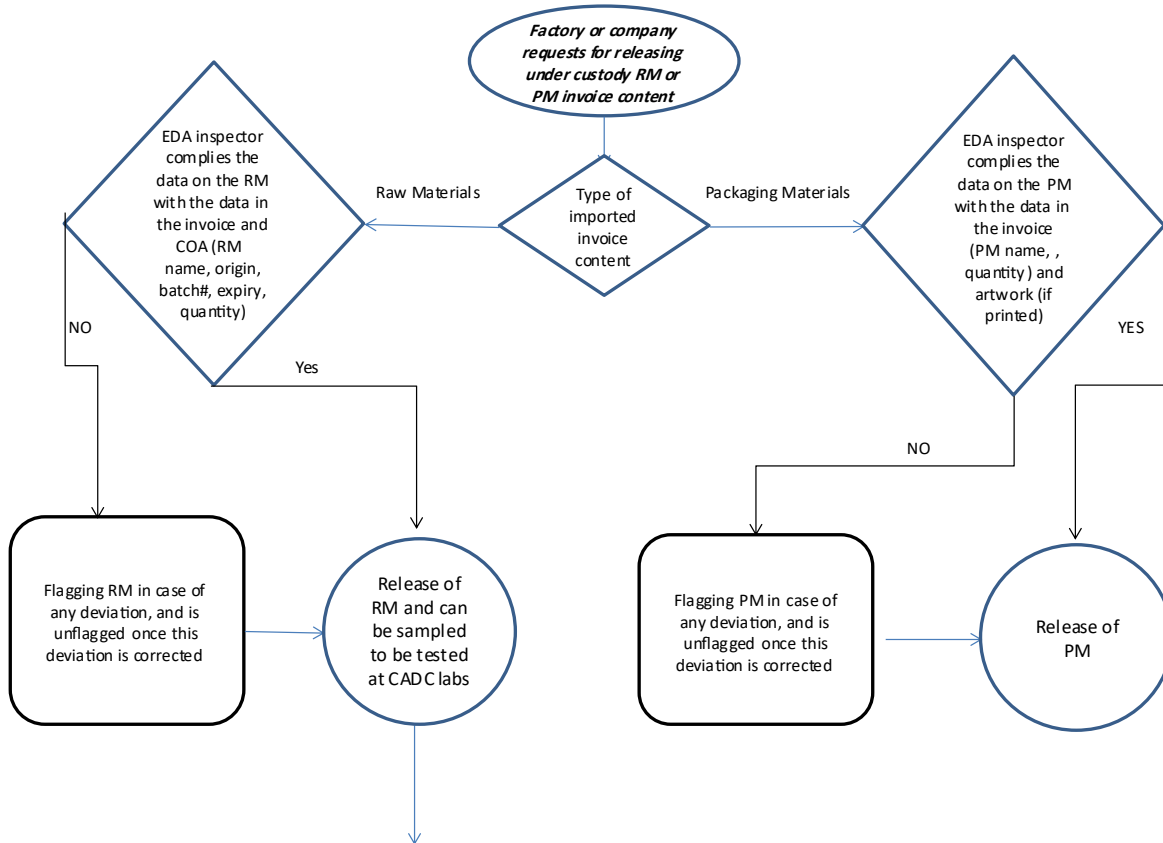 Factory or company
requests for releasing
under custody RM or
PM invoice content
EDA inspector
complies the
data on the RM
with the data in
the invoice and
COA (RM
name, origin,
batch#, expiry,
quantity)
Raw Materials
Type of
imported
invoice
content
Packaging Materials
EDA inspector
complies the
data on the PM
with the data in
the invoice
(PM name, ,
quantity) and
artwork (if
printed)
NO
Yes
NO
YES
Flagging RM in case of
any deviation, and is
unflagged once this
deviation is corrected
Release of
RM and can
be sampled
to be tested
at CADC labs
Flagging PM in case of
any deviation, and is
unflagged once this
deviation is corrected
Release of
PM